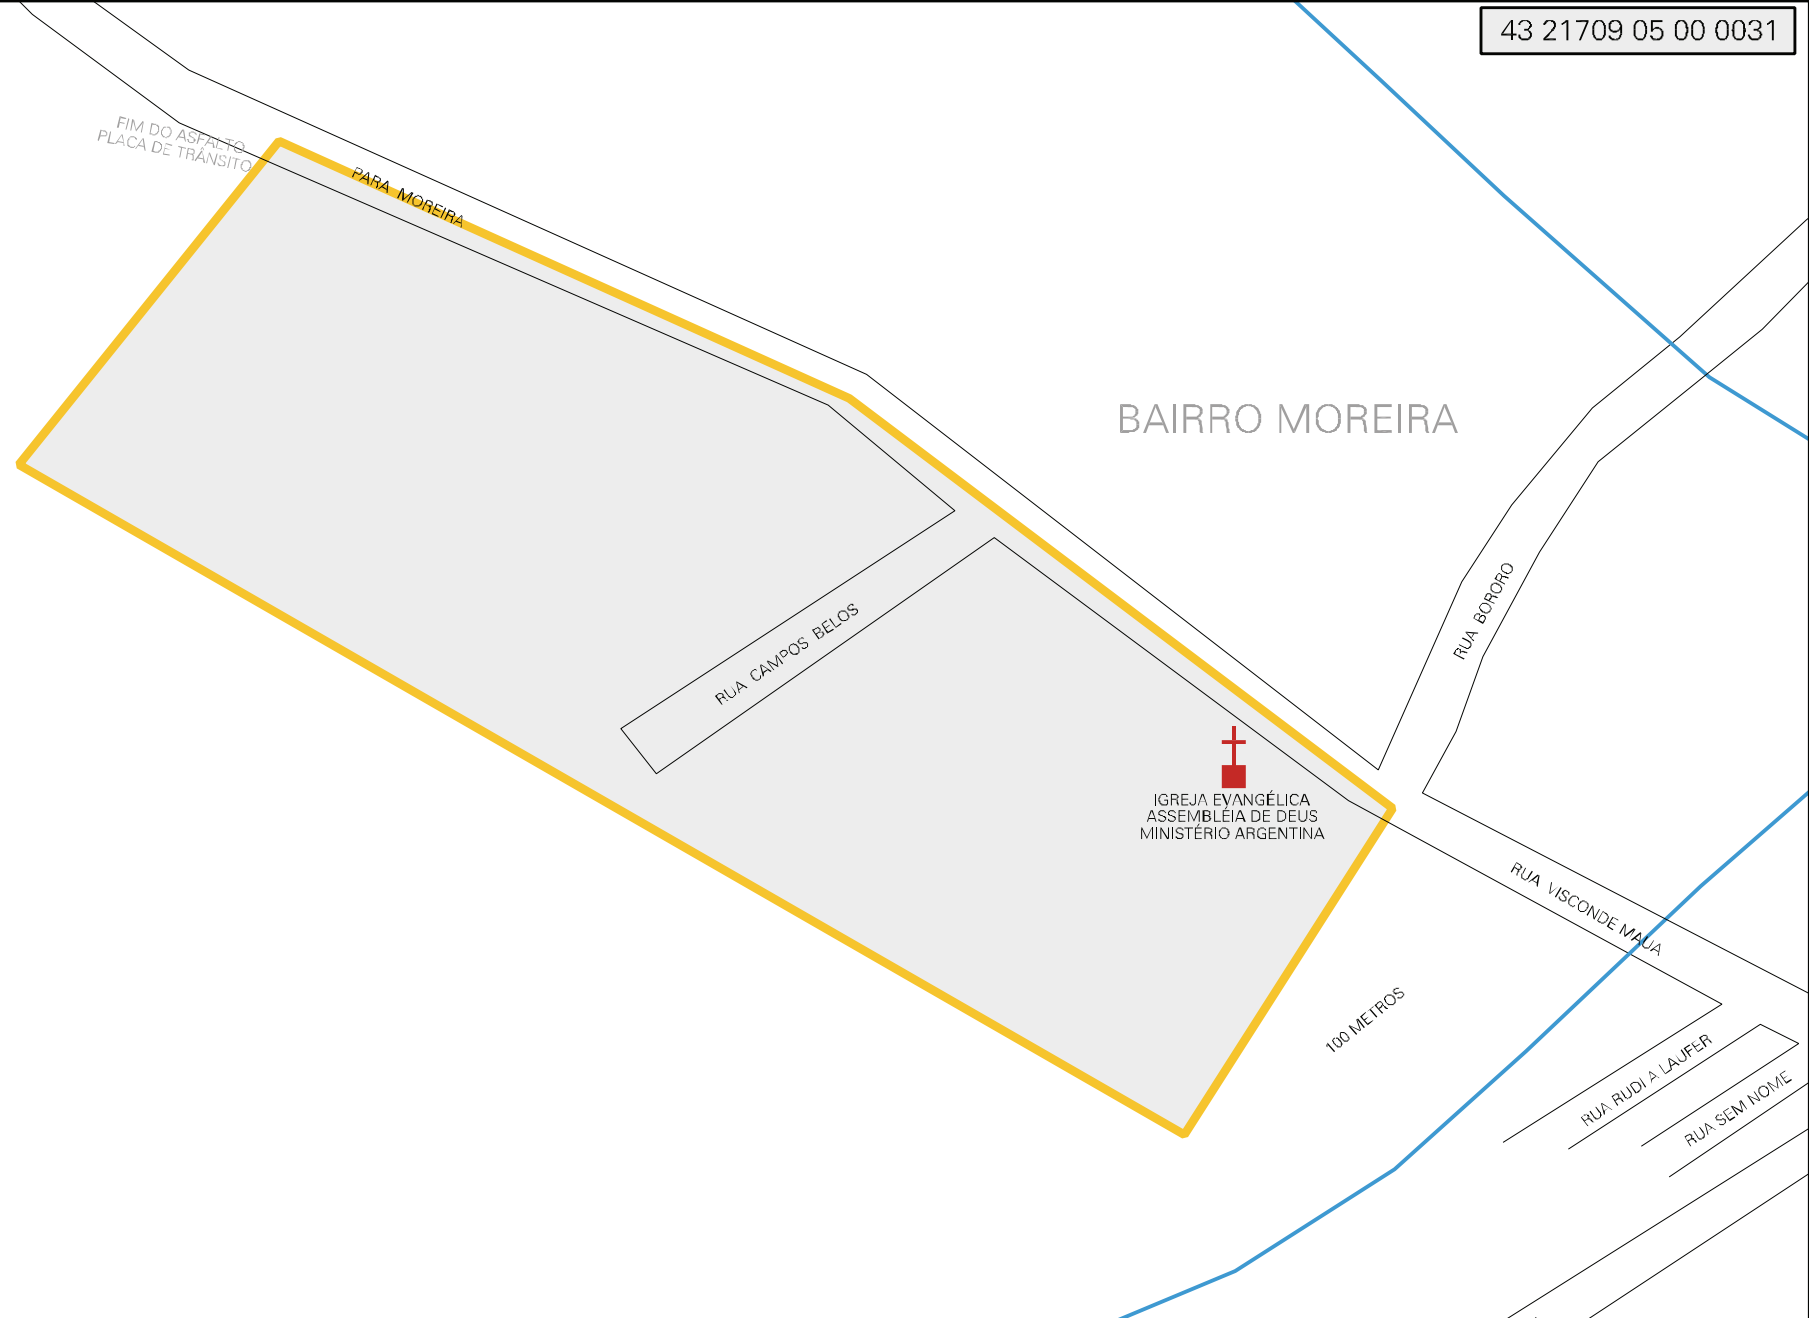 43 21709 05 00 0031
FIM DO ASFALTO
PLACA DE TRÂNSITO
PARA MOREIRA
BAIRRO MOREIRA
RUA BORORO
RUA CAMPOS BELOS
IGREJA EVANGÉLICA
ASSEMBLÉIA DE DEUS
MINISTÉRIO ARGENTINA
RUA VISCONDE MAUA
100 METROS
RUA RUDI A LAUFER
RUA SEM NOME